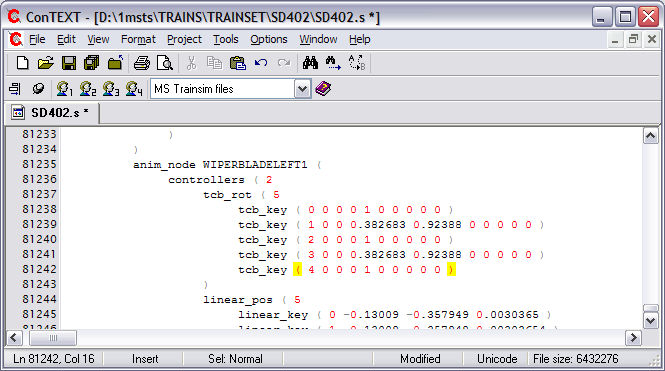 ConTEXT - [D:\1msts\TRAINS\TRAINSET\SD402\SD402.s *]
File Edit View Format Project Tools Options Window Help
1 2 3 4 MS Trainsim files
SD402.s *
81233 )
81234 )
81235 anim_node WIPERBLADELEFT1 (
81236 controllers ( 2
81237 tcb_rot ( 5
81238 tcb_key ( 0 0 0 0 1 0 0 0 0 0 )
81239 tcb_key ( 1 0 0 0.382683 0.92388 0 0 0 0 0 )
81240 tcb_key ( 2 0 0 0 1 0 0 0 0 0 )
81241 tcb_key ( 3 0 0 0.382683 0.92388 0 0 0 0 0 )
81242 tcb_key ( 4 0 0 0 1 0 0 0 0 0 )
81243 )
81244 linear_pos ( 5
81245 linear_key ( 0 -0.13009 -0.357949 0.0030365 )
Ln 81242, Col 16 Insert Sel: Normal Modified Unicode File size: 6432276